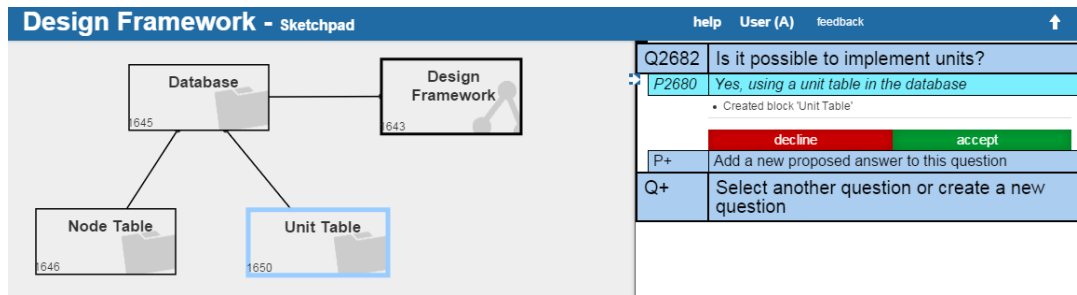 Design Framework - Sketchpad
help User (A) feedback
Database
1645
Design
Framework
1643
Node Table
1646
Unit Table
1650
Q2682 Is it possible to implement units?
P2680 Yes, using a unit table in the database
• Created block 'Unit Table'
decline accept
P+ Add a new proposed answer to this question
Q+ Select another question or create a new
question